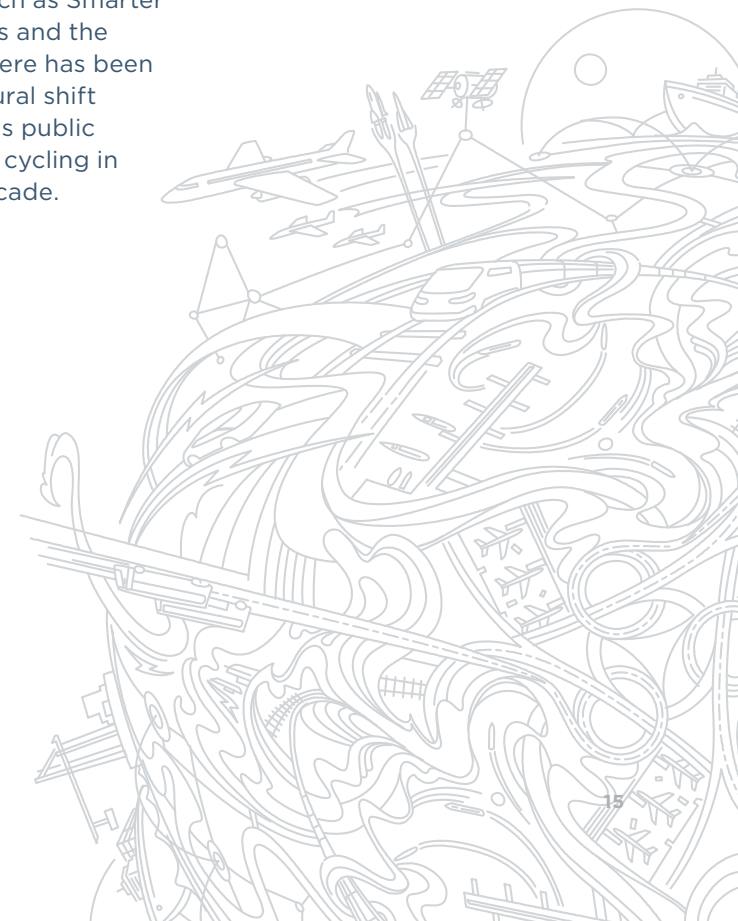 ch as Smarter
s and the
ere has been
ural shift
s public
cycling in
cade.
15